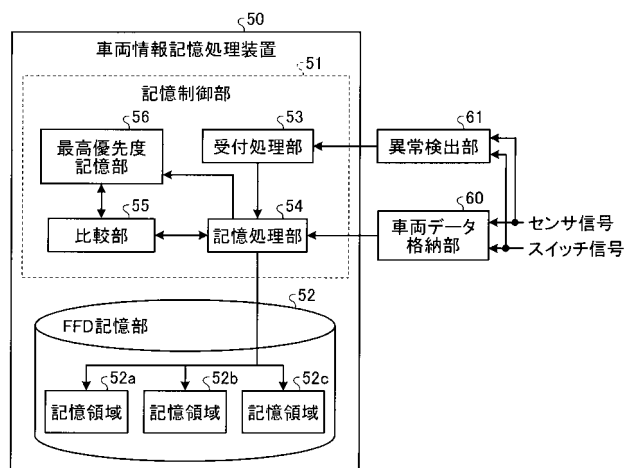 50
車両情報記憶処理装置
51
記憶制御部
56
最高優先度
記憶部
53
受付処理部
61
異常検出部
55
比較部
54
記憶処理部
60
車両データ
格納部
センサ信号
スイッチ信号
52
FFD記憶部
52a
記憶領域
52b
記憶領域
52c
記憶領域